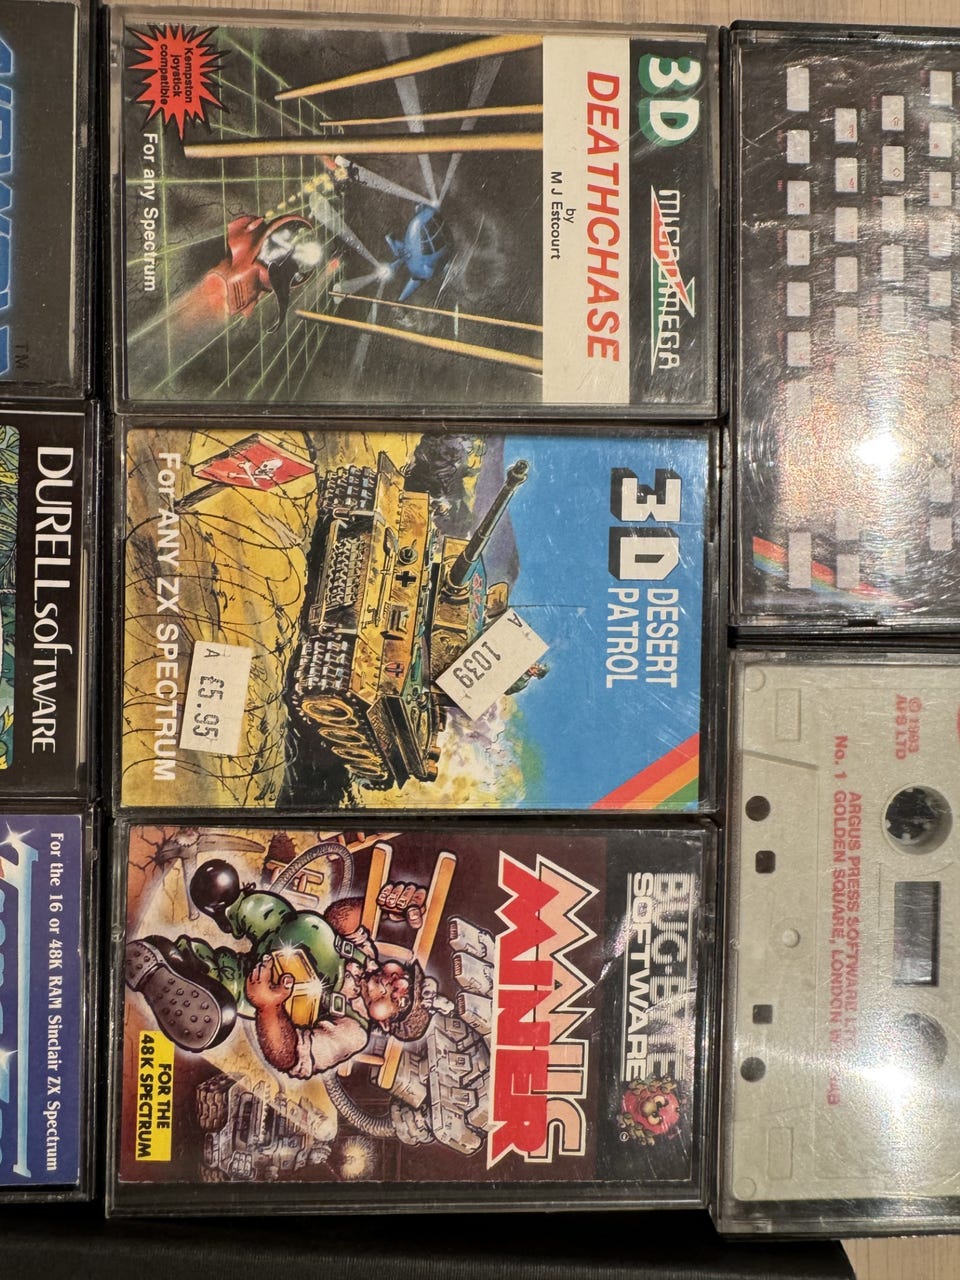 3D
DEATHCHASE
by
M J Estcourt
MICROMEGA
Kempston
joystick
compatible
For any Spectrum
3D
DESERT
PATROL
1039
A
A
£5.95
For ANY ZX SPECTRUM
BUG-BYTE
SOFTWARE
MANIC
MINER
FOR THE
48K SPECTRUM
TM
DURELL software
For the 16 or 48K RAM Sinclair ZX Spectrum
© 1983
APS LTD
ARGUS PRESS SOFTWARE LTD
No. 1 GOLDEN SQUARE, LONDON